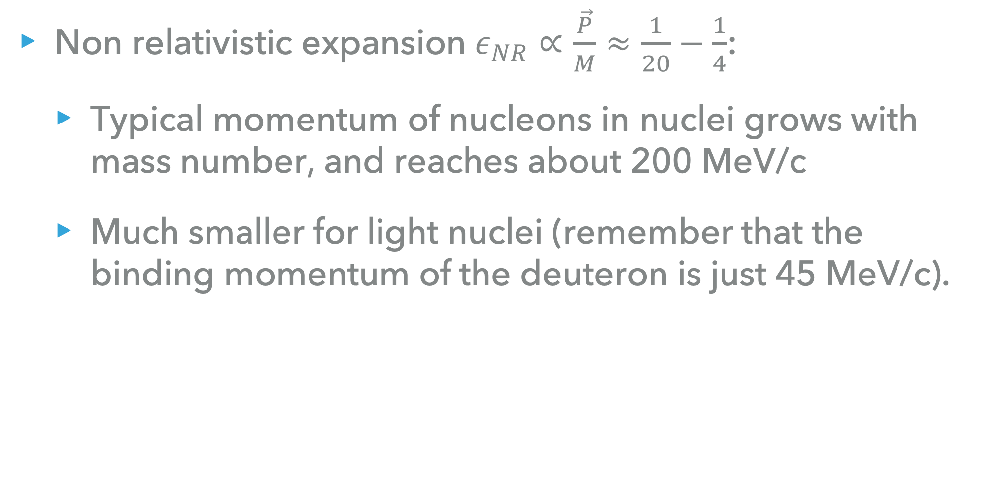 ▸ Non relativistic expansion $\epsilon_{NR} \propto \frac{\vec{P}}{M} \approx \frac{1}{20} - \frac{1}{4}$:
▸ Typical momentum of nucleons in nuclei grows with
mass number, and reaches about 200 MeV/c
▸ Much smaller for light nuclei (remember that the
binding momentum of the deuteron is just 45 MeV/c).